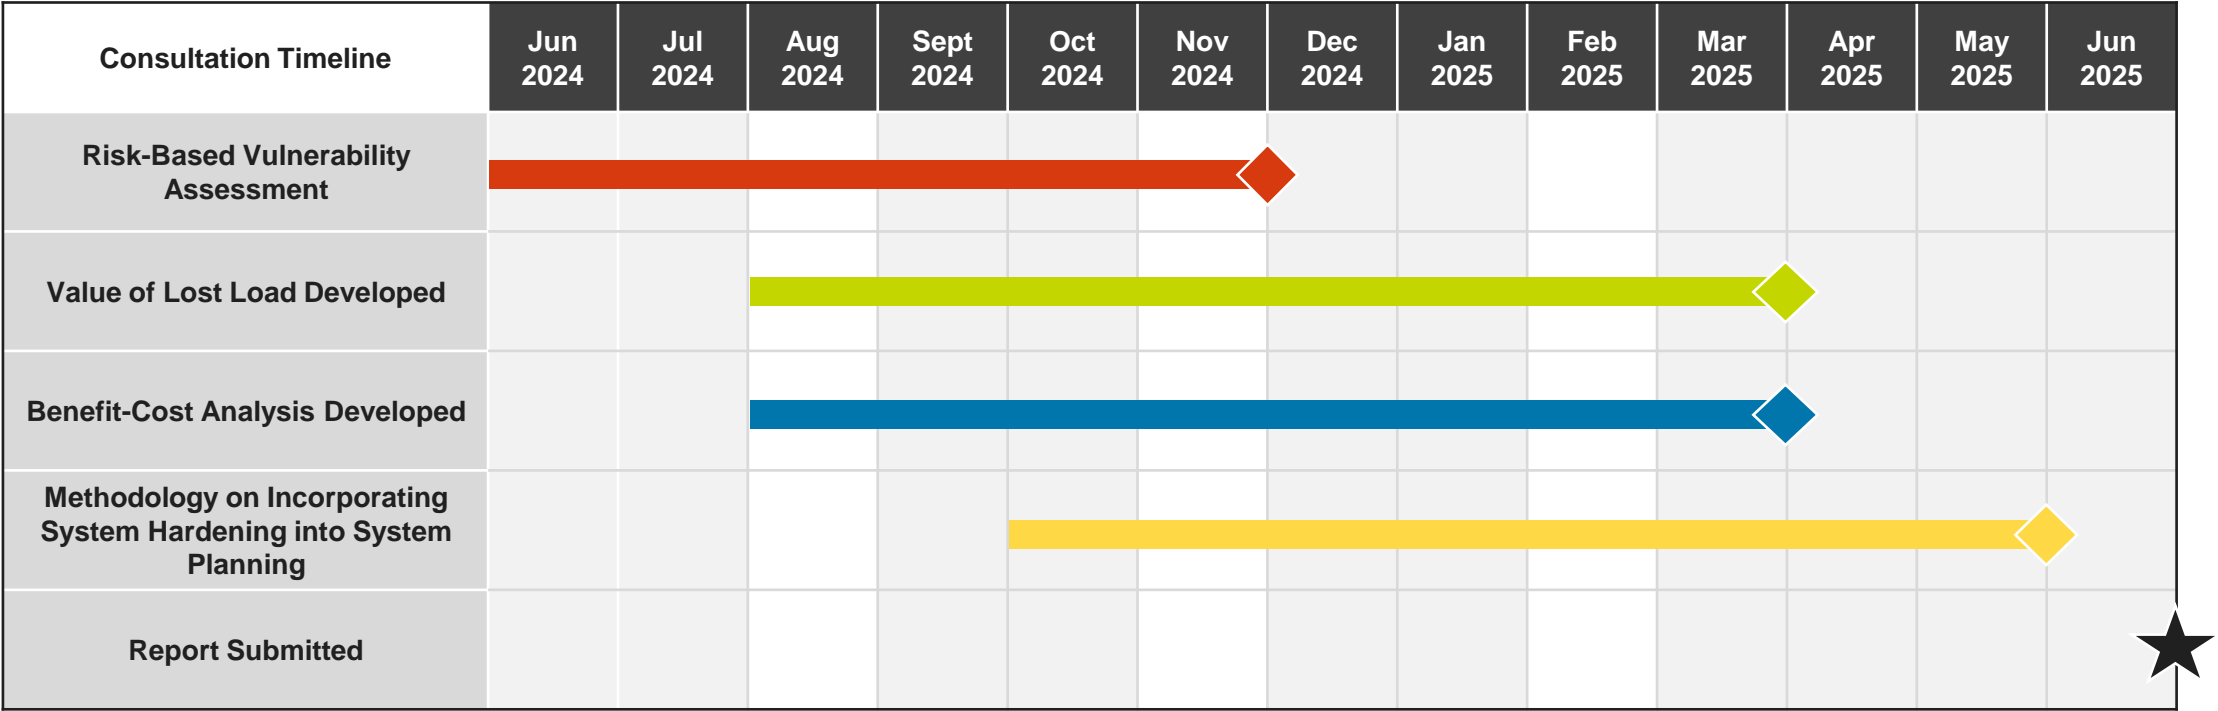 Consultation Timeline
Jun
2024
Jul
2024
Aug
2024
Sept
2024
Oct
2024
Nov
2024
Dec
2024
Jan
2025
Feb
2025
Mar
2025
Apr
2025
May
2025
Jun
2025
Risk-Based Vulnerability
Assessment
Value of Lost Load Developed
Benefit-Cost Analysis Developed
Methodology on Incorporating
System Hardening into System
Planning
Report Submitted